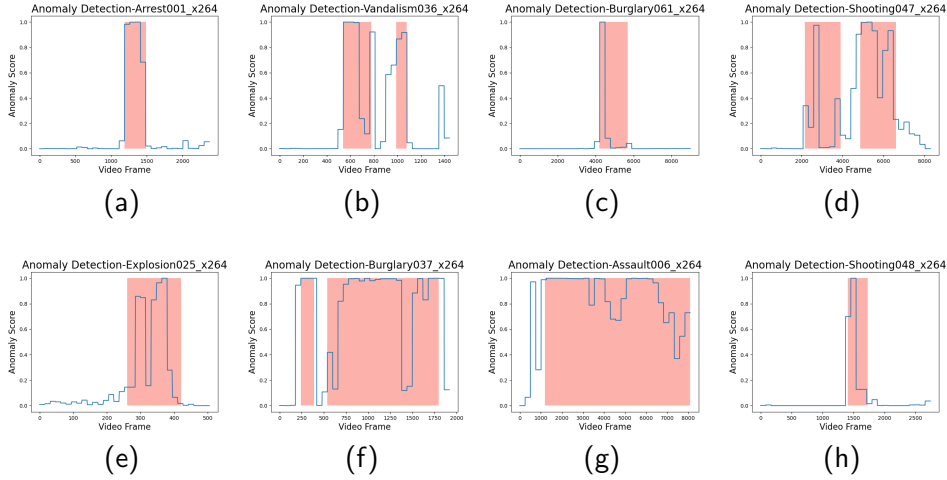 Anomaly Detection-Arrest001_x264
1.0
0.8
0.6
0.4
0.2
0.0
Anomaly Score
0 500 1000 1500 2000
Video Frame
(a)
Anomaly Detection-Vandalism036_x264
1.0
0.8
0.6
0.4
0.2
0.0
Anomaly Score
0 200 400 600 800 1000 1200 1400
Video Frame
(b)
Anomaly Detection-Burglary061_x264
1.0
0.8
0.6
0.4
0.2
0.0
Anomaly Score
0 2000 4000 6000 8000
Video Frame
(c)
Anomaly Detection-Shooting047_x264
1.0
0.8
0.6
0.4
0.2
0.0
Anomaly Score
0 2000 4000 6000 8000
Video Frame
(d)
Anomaly Detection-Explosion025_x264
1.0
0.8
0.6
0.4
0.2
0.0
Anomaly Score
0 100 200 300 400 500
Video Frame
(e)
Anomaly Detection-Burglary037_x264
1.0
0.8
0.6
0.4
0.2
0.0
Anomaly Score
0 250 500 750 1000 1250 1500 1750 2000
Video Frame
(f)
Anomaly Detection-Assault006_x264
1.0
0.8
0.6
0.4
0.2
0.0
Anomaly Score
0 1000 2000 3000 4000 5000 6000 7000 8000
Video Frame
(g)
Anomaly Detection-Shooting048_x264
1.0
0.8
0.6
0.4
0.2
0.0
Anomaly Score
0 500 1000 1500 2000 2500
Video Frame
(h)